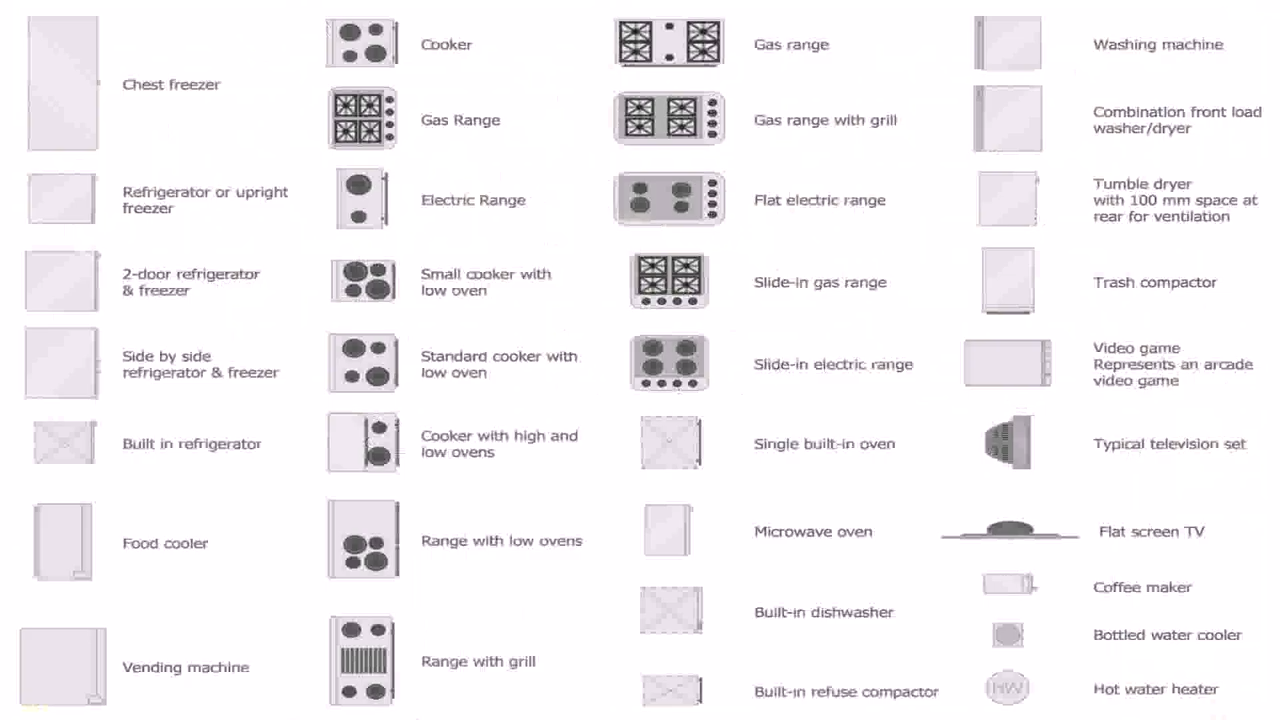 Chest freezer
Refrigerator or upright
freezer
2-door refrigerator
& freezer
Side by side
refrigerator & freezer
Built in refrigerator
Food cooler
Vending machine
Cooker
Gas Range
Electric Range
Small cooker with
low oven
Standard cooker with
low oven
Cooker with high and
low ovens
Range with low ovens
Range with grill
Gas range
Gas range with grill
Flat electric range
Slide-in gas range
Slide-in electric range
Single built-in oven
Microwave oven
Built-in dishwasher
Built-in refuse compactor
Washing machine
Combination front load
washer/dryer
Tumble dryer
with 100 mm space at
rear for ventilation
Trash compactor
Video game
Represents an arcade
video game
Typical television set
Flat screen TV
Coffee maker
Bottled water cooler
HW
Hot water heater